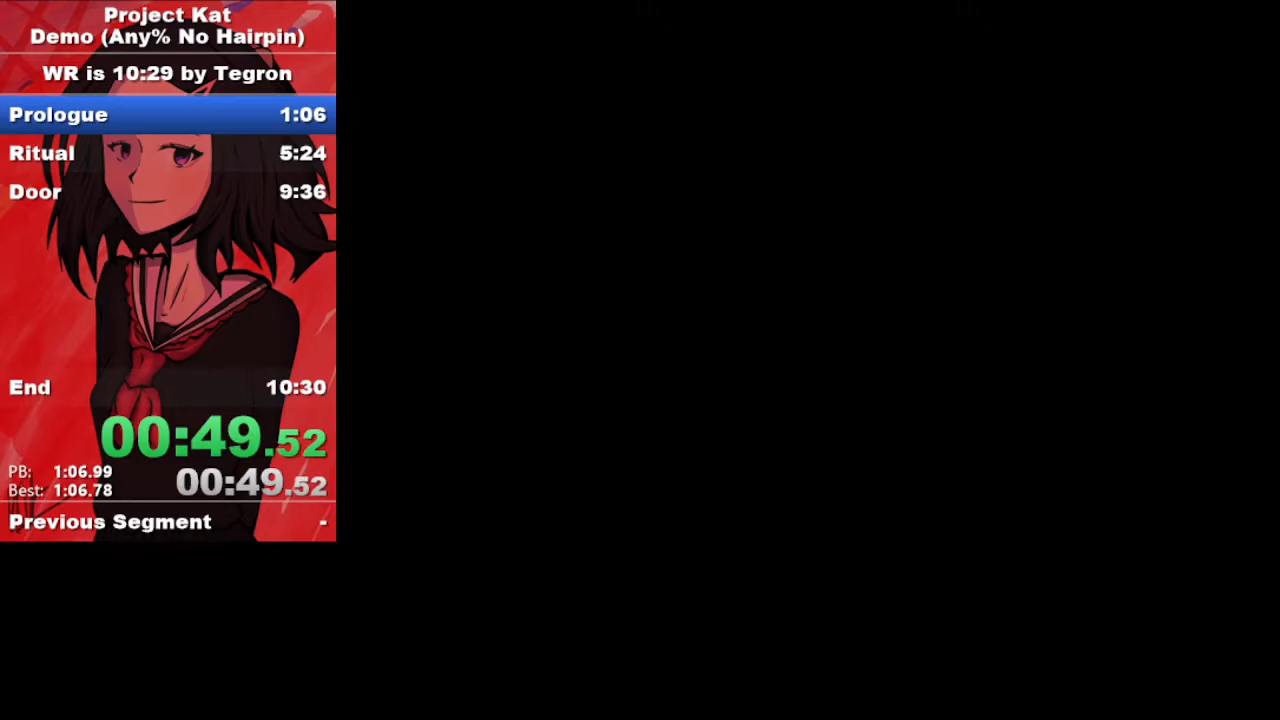 Project Kat
Demo (Any% No Hairpin)
WR is 10:29 by Tegron
Prologue 1:06
Ritual 5:24
Door 9:36
End 10:30
00:49.52
PB: 1:06.99
00:49.52
Best: 1:06.78
Previous Segment -